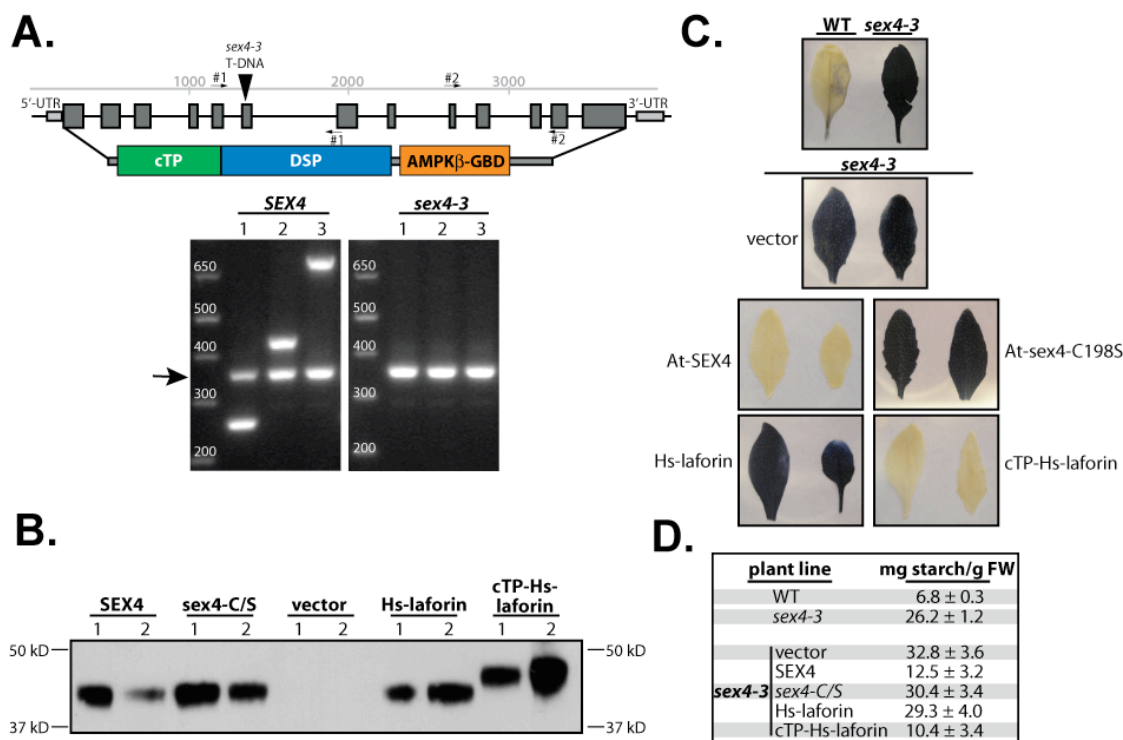 A.
sex4-3
T-DNA
1000 #1 2000 #2 3000
5'-UTR 3'-UTR
#1 #2
cTP DSP AMPKβ-GBD
SEX4 sex4-3
1 2 3 1 2 3
650 650
500 500
400 400
300 300
200 200
B.
SEX4 sex4-C/S vector Hs-laforin cTP-Hs-
laforin
1 2 1 2 1 2 1 2 1 2
50 kD 50 kD
37 kD 37 kD
C.
WT sex4-3
sex4-3
vector
At-SEX4 At-sex4-C198S
Hs-laforin cTP-Hs-laforin
D.
plant line mg starch/g FW
WT 6.8 ± 0.3
sex4-3 26.2 ± 1.2
vector 32.8 ± 3.6
SEX4 12.5 ± 3.2
sex4-3 sex4-C/S 30.4 ± 3.4
Hs-laforin 29.3 ± 4.0
cTP-Hs-laforin 10.4 ± 3.4